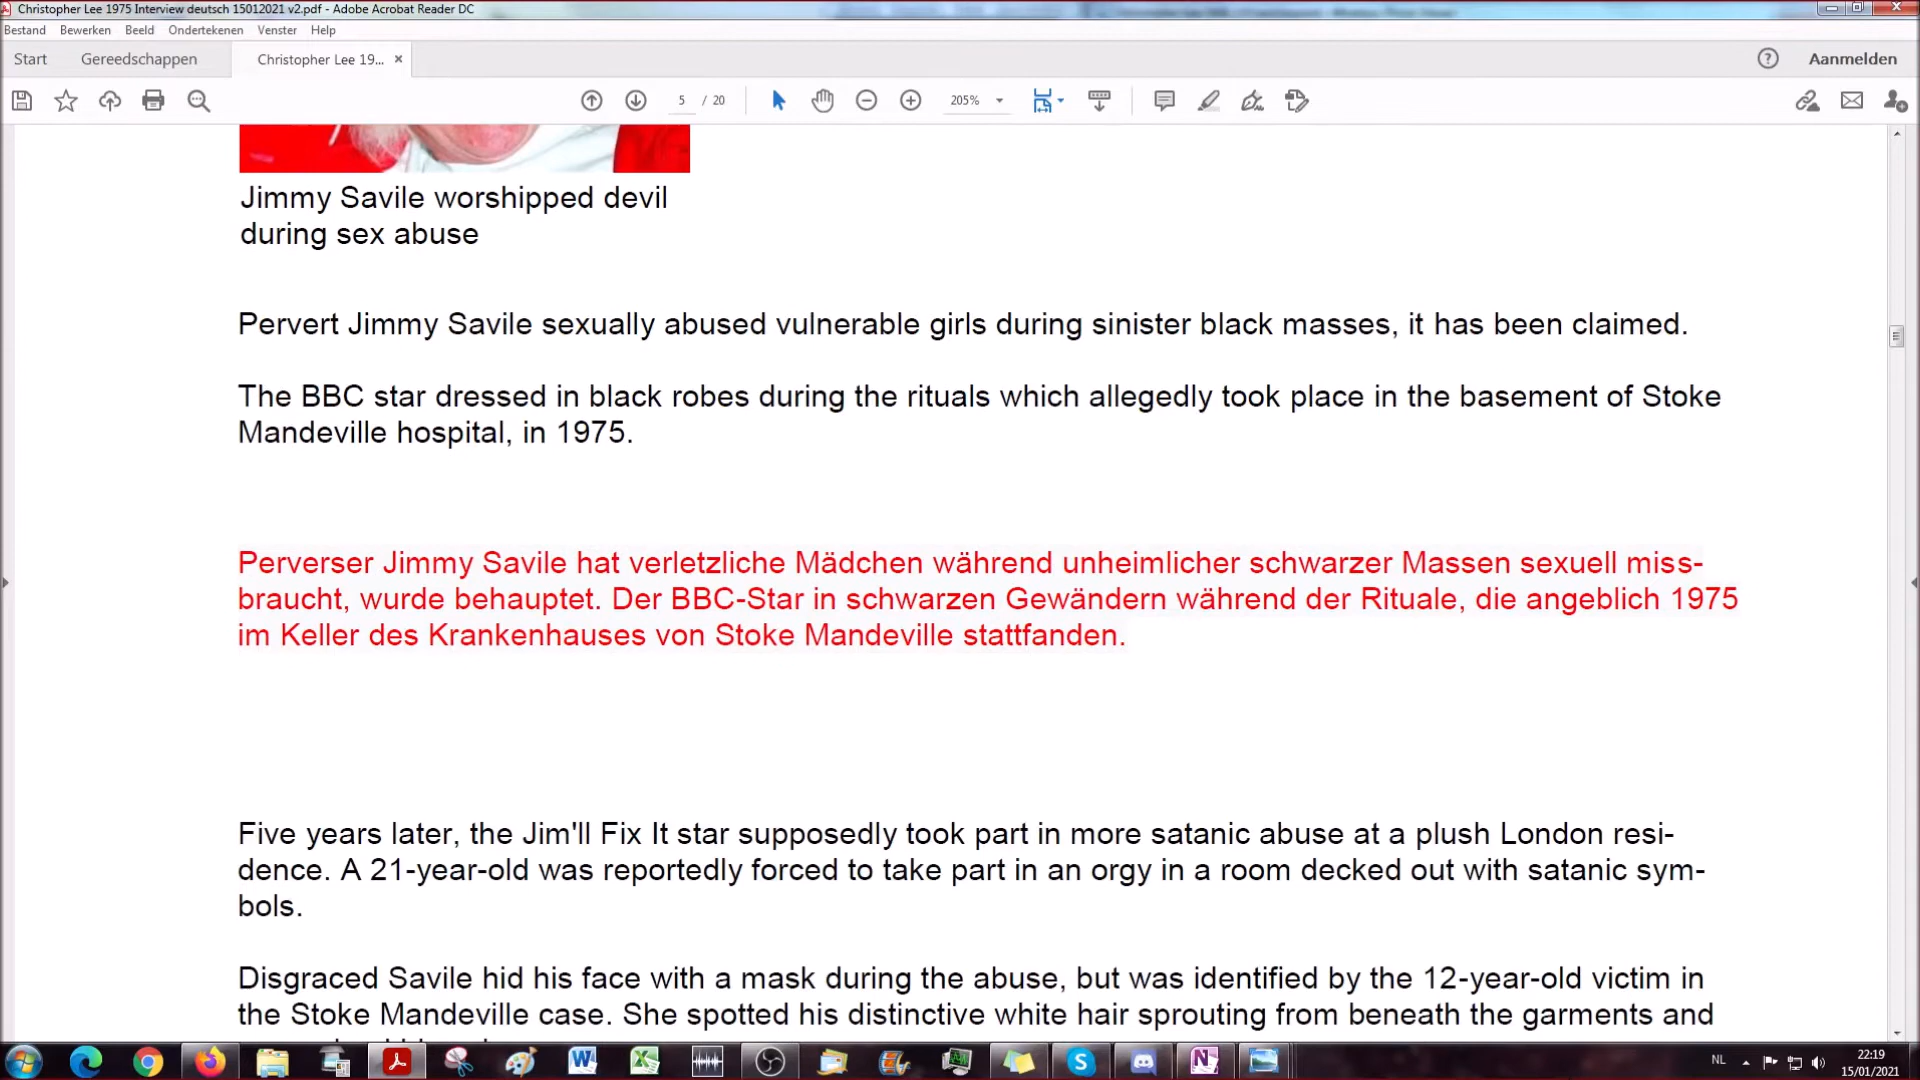 Christopher Lee 1975 Interview deutsch 15012021 v2.pdf - Adobe Acrobat Reader DC
Bestand Bewerken Beeld Ondertekenen Venster Help
Start Gereedschappen Christopher Lee 19... × Aanmelden
5 / 20 205%
Jimmy Savile worshipped devil
during sex abuse
Pervert Jimmy Savile sexually abused vulnerable girls during sinister black masses, it has been claimed.
The BBC star dressed in black robes during the rituals which allegedly took place in the basement of Stoke
Mandeville hospital, in 1975.
Perverser Jimmy Savile hat verletzliche Mädchen während unheimlicher schwarzer Massen sexuell miss-
braucht, wurde behauptet. Der BBC-Star in schwarzen Gewändern während der Rituale, die angeblich 1975
im Keller des Krankenhauses von Stoke Mandeville stattfanden.
Five years later, the Jim'll Fix It star supposedly took part in more satanic abuse at a plush London resi-
dence. A 21-year-old was reportedly forced to take part in an orgy in a room decked out with satanic sym-
bols.
Disgraced Savile hid his face with a mask during the abuse, but was identified by the 12-year-old victim in
the Stoke Mandeville case. She spotted his distinctive white hair sprouting from beneath the garments and
NL 22:19
15/01/2021